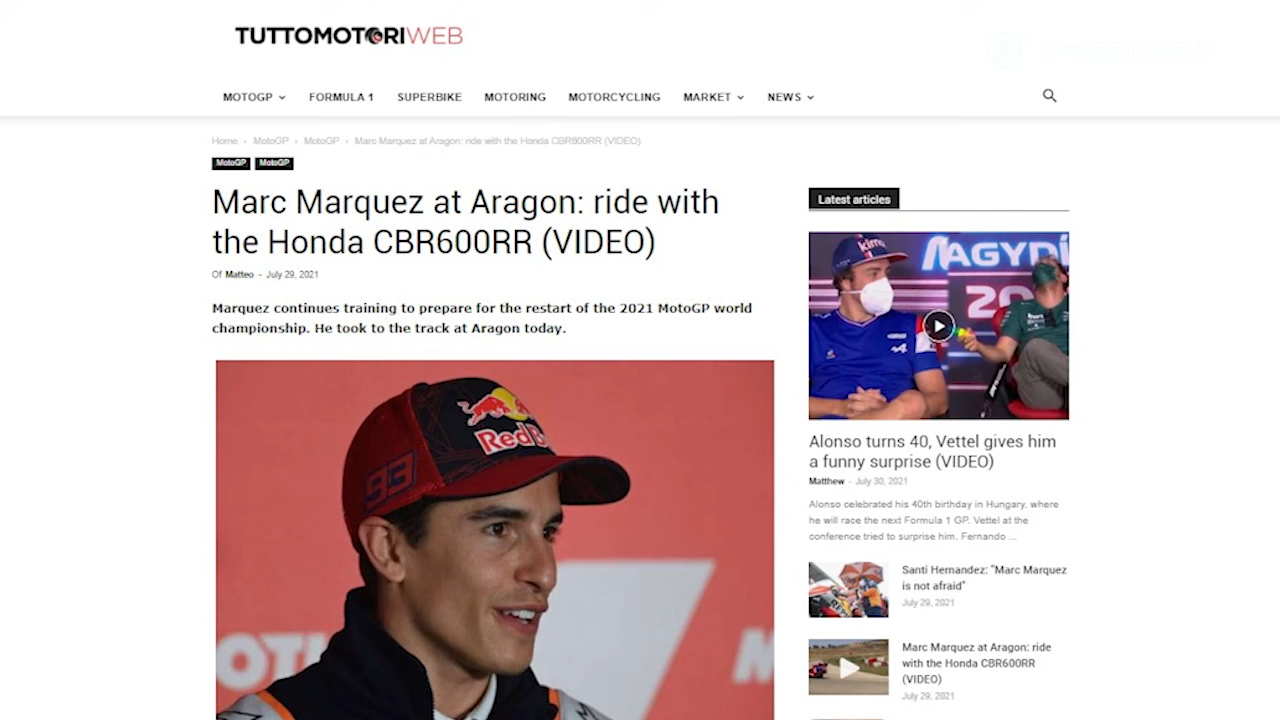 TUTTOMOTORIWEB
MOTOGP
FORMULA 1
SUPERBIKE
MOTORING
MOTORCYCLING
MARKET
NEWS
Home › MotoGP › MotoGP › Marc Marquez at Aragon: ride with the Honda CBR600RR (VIDEO)
MotoGP MotoGP
Marc Marquez at Aragon: ride with
the Honda CBR600RR (VIDEO)
Of Matteo - July 29, 2021
Marquez continues training to prepare for the restart of the 2021 MotoGP world
championship. He took to the track at Aragon today.
93
Red B
MOT
M
Latest articles
kimoa
NAGYDÍ
20
Alonso turns 40, Vettel gives him
a funny surprise (VIDEO)
Matthew - July 30, 2021
Alonso celebrated his 40th birthday in Hungary, where
he will race the next Formula 1 GP. Vettel at the
conference tried to surprise him. Fernando ...
Santi Hernandez: "Marc Marquez
is not afraid"
July 29, 2021
Marc Marquez at Aragon: ride
with the Honda CBR600RR
(VIDEO)
July 29, 2021